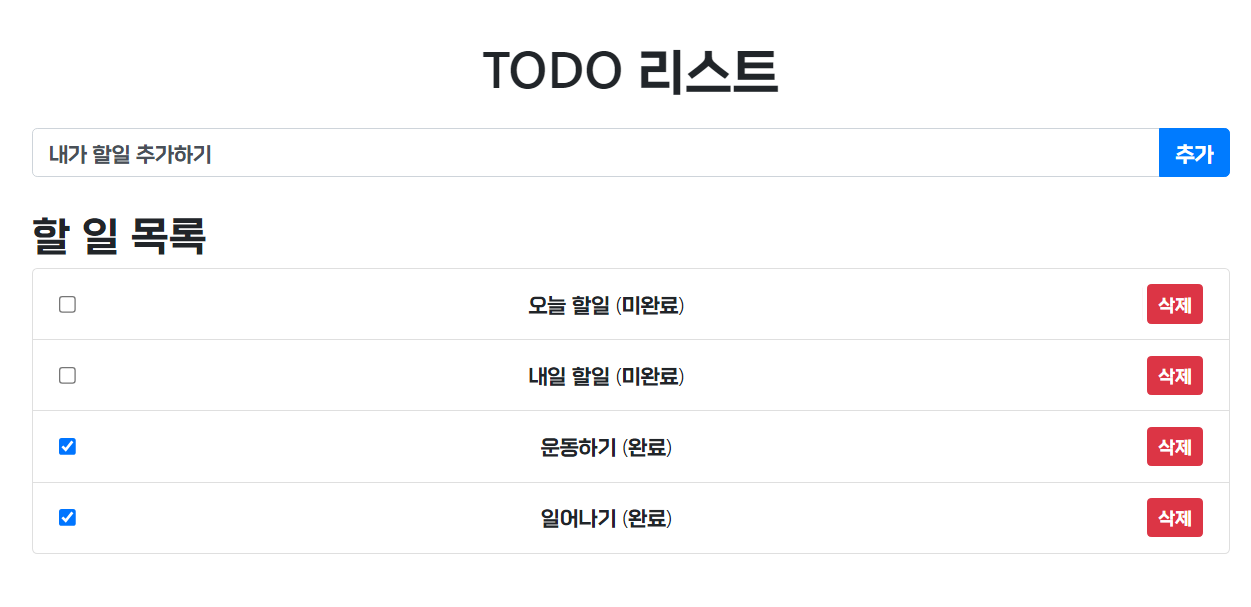 TODO 리스트
내가 할일 추가하기 추가
할 일 목록
오늘 할일 (미완료) 삭제
내일 할일 (미완료) 삭제
운동하기 (완료) 삭제
일어나기 (완료) 삭제